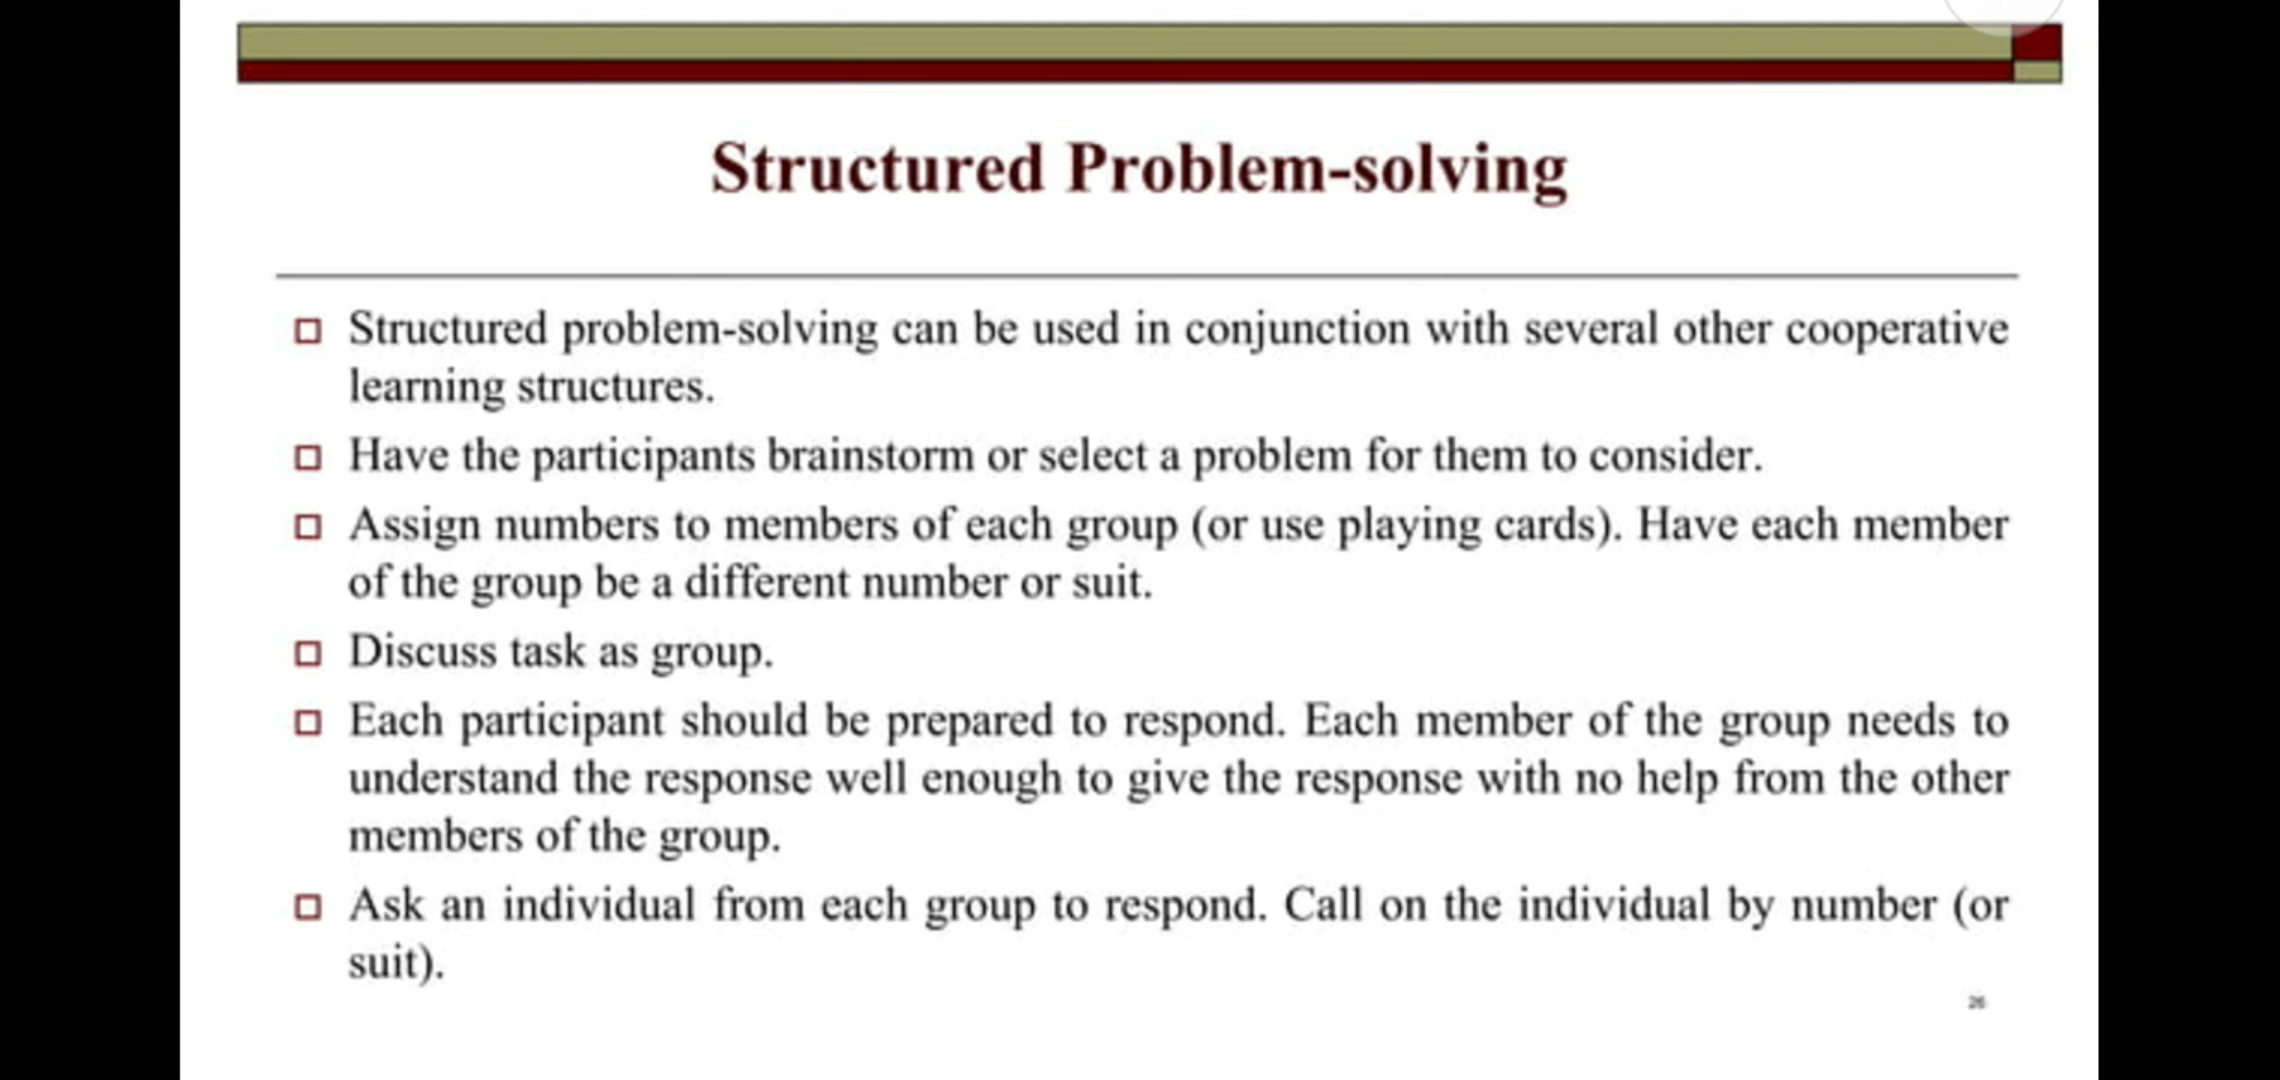 Structured Problem-solving
Structured problem-solving can be used in conjunction with several other cooperative
learning structures.
Have the participants brainstorm or select a problem for them to consider.
Assign numbers to members of each group (or use playing cards). Have each member
of the group be a different number or suit.
Discuss task as group.
Each participant should be prepared to respond. Each member of the group needs to
understand the response well enough to give the response with no help from the other
members of the group.
Ask an individual from each group to respond. Call on the individual by number (or
suit).